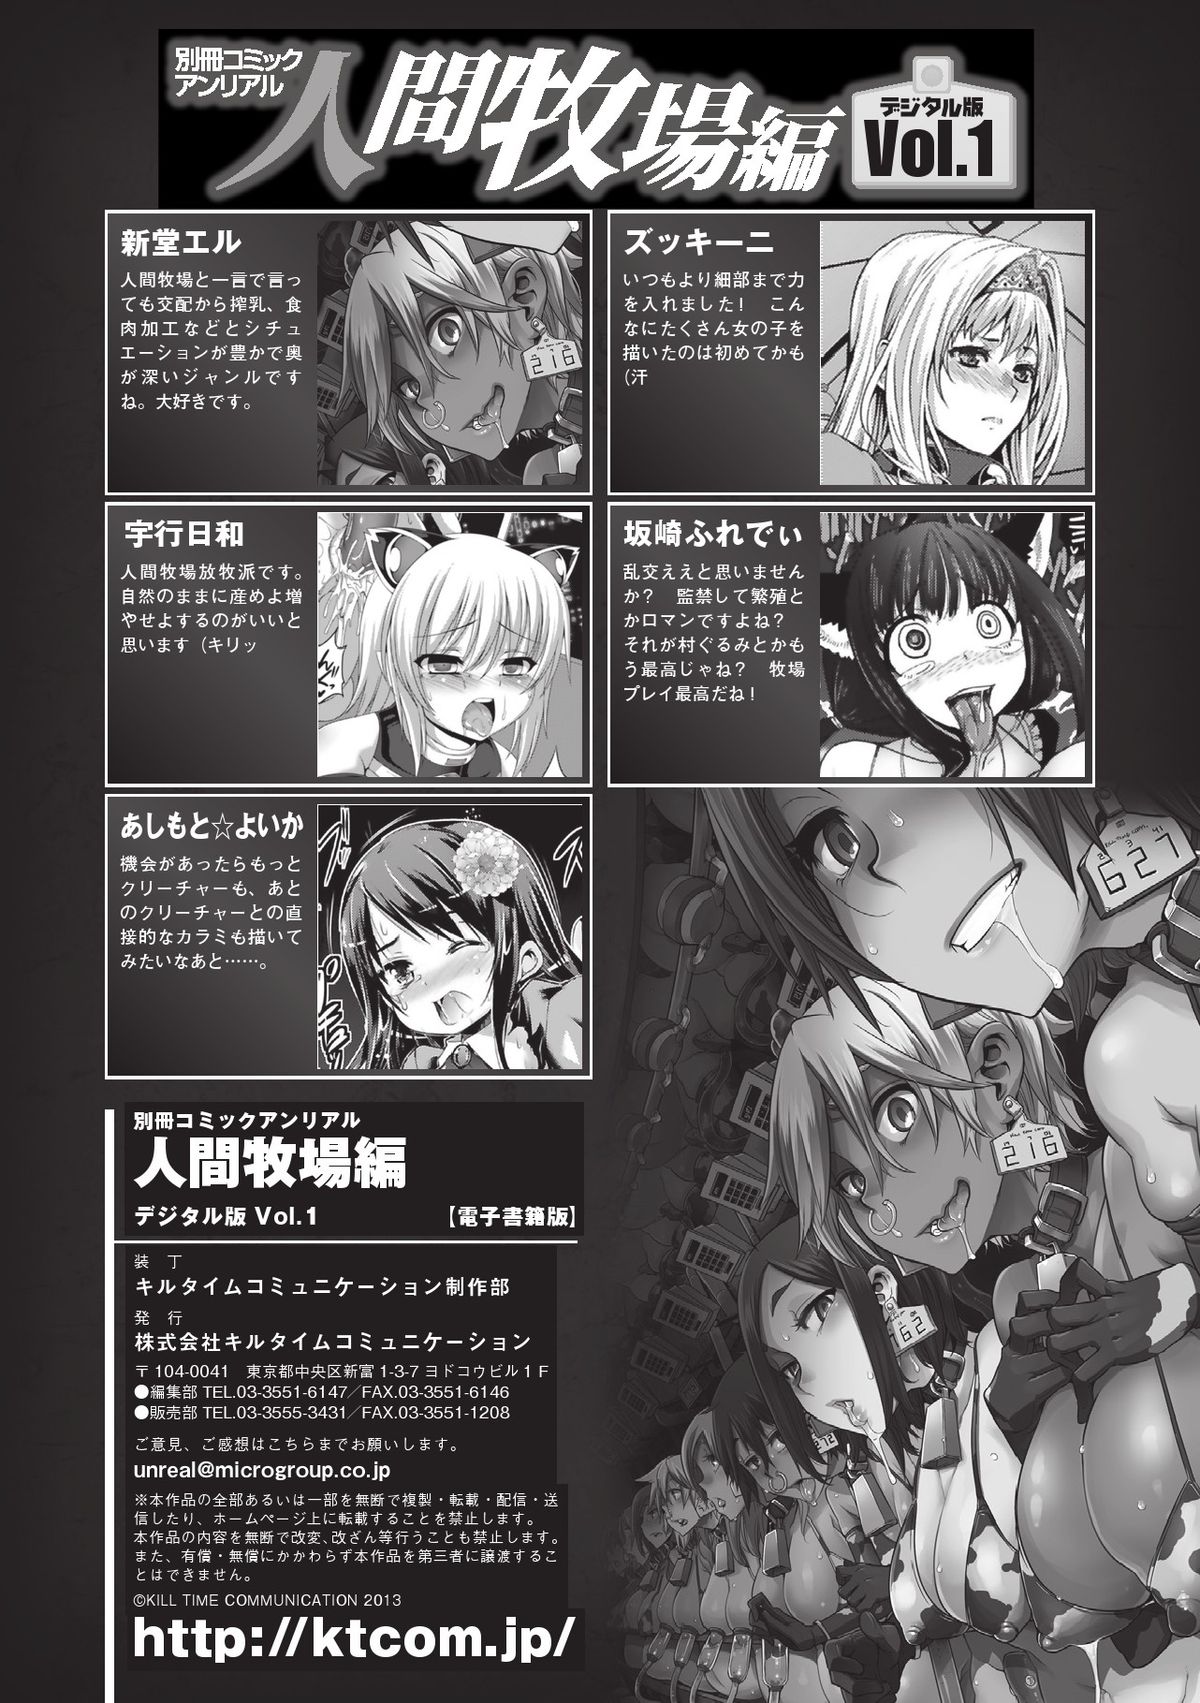 別冊コミック
アンリアル
人間牧場編
デジタル版
Vol.1
新堂エル
人間牧場と一言で言っ
ても交配から搾乳、食
肉加工などとシチュ
エーションが豊かで奥
が深いジャンルです
ね。大好きです。
216
ズッキーニ
いつもより細部まで力
を入れました！　こん
なにたくさん女の子を
描いたのは初めてかも
(汗
宇行日和
人間牧場放牧派です。
自然のままに産めよ増
やせよするのがいいと
思います（キリッ
坂崎ふれでぃ
乱交ええと思いません
か？　監禁して繁殖と
かロマンですよね？
それが村ぐるみとかも
う最高じゃね？　牧場
プレイ最高だね！
あしもと☆よいか
機会があったらもっと
クリーチャーも、あと
のクリーチャーとの直
接的なカラミも描いて
みたいなあと……。
627
216
762
別冊コミックアンリアル
人間牧場編
デジタル版 Vol.1　【電子書籍版】
装　丁
キルタイムコミュニケーション制作部
発　行
株式会社キルタイムコミュニケーション
〒104-0041　東京都中央区新富 1-3-7 ヨドコウビル 1 F
●編集部 TEL.03-3551-6147／FAX.03-3551-6146
●販売部 TEL.03-3555-3431／FAX.03-3551-1208
ご意見、ご感想はこちらまでお願いします。
unreal@microgroup.co.jp
※本作品の全部あるいは一部を無断で複製・転載・配信・送
信したり、ホームページ上に転載することを禁止します。
本作品の内容を無断で改変、改ざん等行うことも禁止します。
また、有償・無償にかかわらず本作品を第三者に譲渡するこ
とはできません。
©KILL TIME COMMUNICATION 2013
http://ktcom.jp/